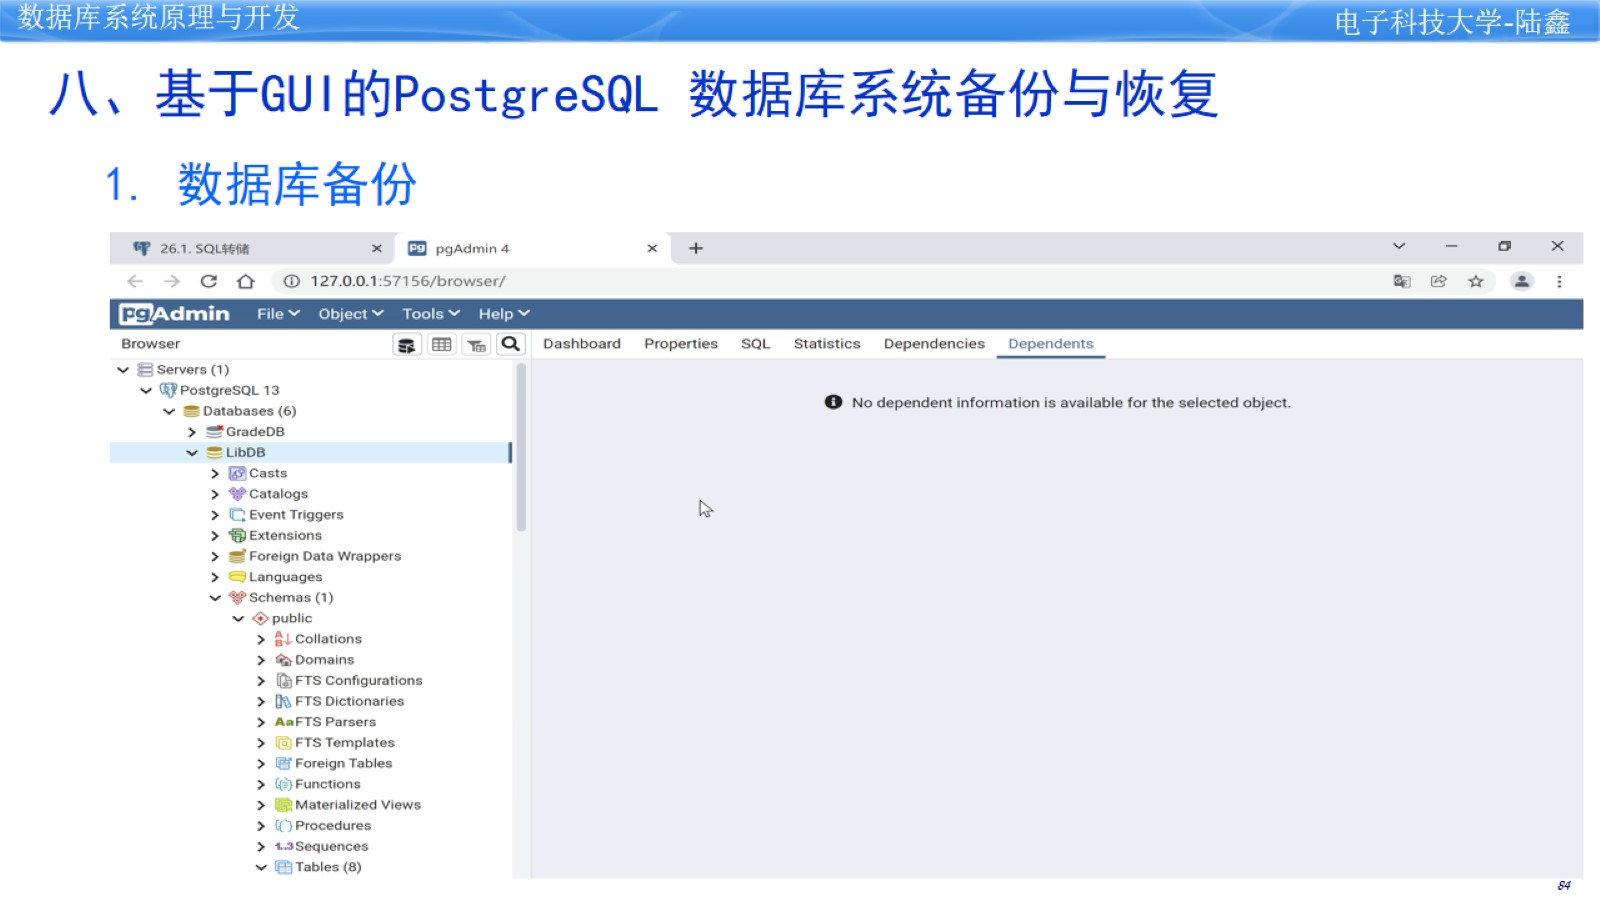 数据库系统原理与开发
电子科技大学-陆鑫
八、基于GUI的PostgreSQL 数据库系统备份与恢复
1. 数据库备份
26.1. SQL转储
pgAdmin 4
127.0.0.1:57156/browser/
pgAdmin File Object Tools Help
Browser
Dashboard Properties SQL Statistics Dependencies Dependents
Servers (1)
PostgreSQL 13
Databases (6)
GradeDB
LibDB
Casts
Catalogs
Event Triggers
Extensions
Foreign Data Wrappers
Languages
Schemas (1)
public
Collations
Domains
FTS Configurations
FTS Dictionaries
FTS Parsers
FTS Templates
Foreign Tables
Functions
Materialized Views
Procedures
Sequences
Tables (8)
No dependent information is available for the selected object.
84